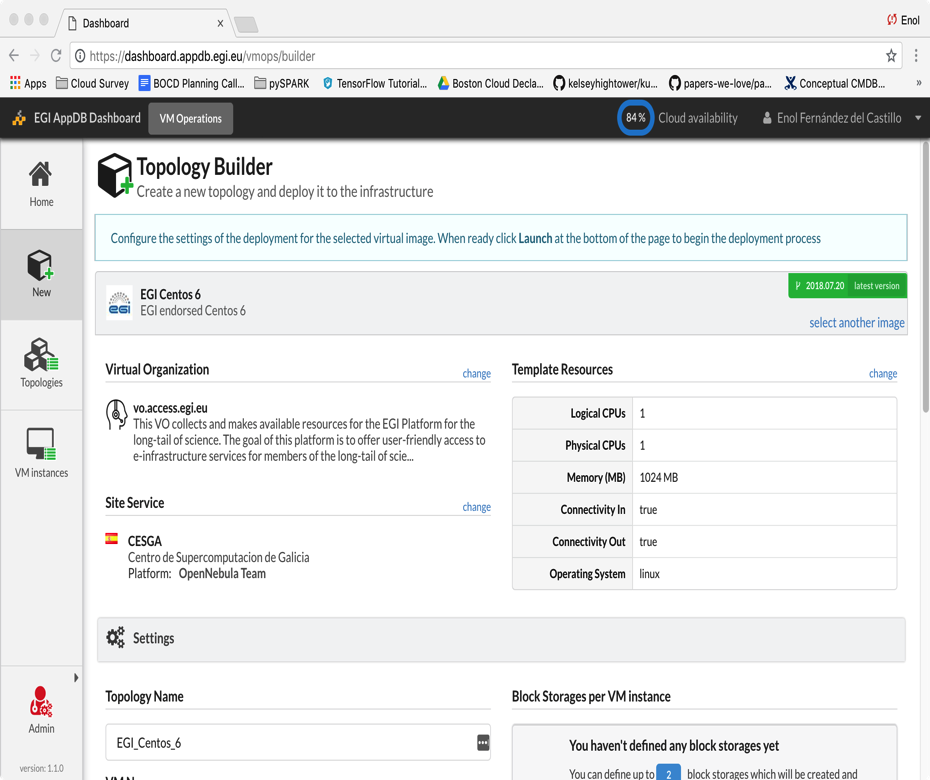 Dashboard
Enol
https://dashboard.appdb.egi.eu/vmops/builder
Apps Cloud Survey BOCD Planning Call... pySPARK TensorFlow Tutorial... Boston Cloud Decla... kelseyhightower/ku... papers-we-love/pa... Conceptual CMDB... »
EGI AppDB Dashboard VM Operations 84 % Cloud availability Enol Fernández del Castillo
Home
New
Topologies
VM instances
Admin
version: 1.1.0
Topology Builder
Create a new topology and deploy it to the infrastructure
Configure the settings of the deployment for the selected virtual image. When ready click Launch at the bottom of the page to begin the deployment process
EGI Centos 6
EGI endorsed Centos 6
2018.07.20 latest version
select another image
Virtual Organization
change
vo.access.egi.eu
This VO collects and makes available resources for the EGI Platform for the
long-tail of science. The goal of this platform is to offer user-friendly access to
e-infrastructure services for members of the long-tail of scie...
Site Service
change
CESGA
Centro de Supercomputacion de Galicia
Platform: OpenNebula Team
Template Resources
change
Logical CPUs 1
Physical CPUs 1
Memory (MB) 1024 MB
Connectivity In true
Connectivity Out true
Operating System linux
Settings
Topology Name
EGI_Centos_6
Block Storages per VM instance
You haven't defined any block storages yet
You can define up to 2 block storages which will be created and